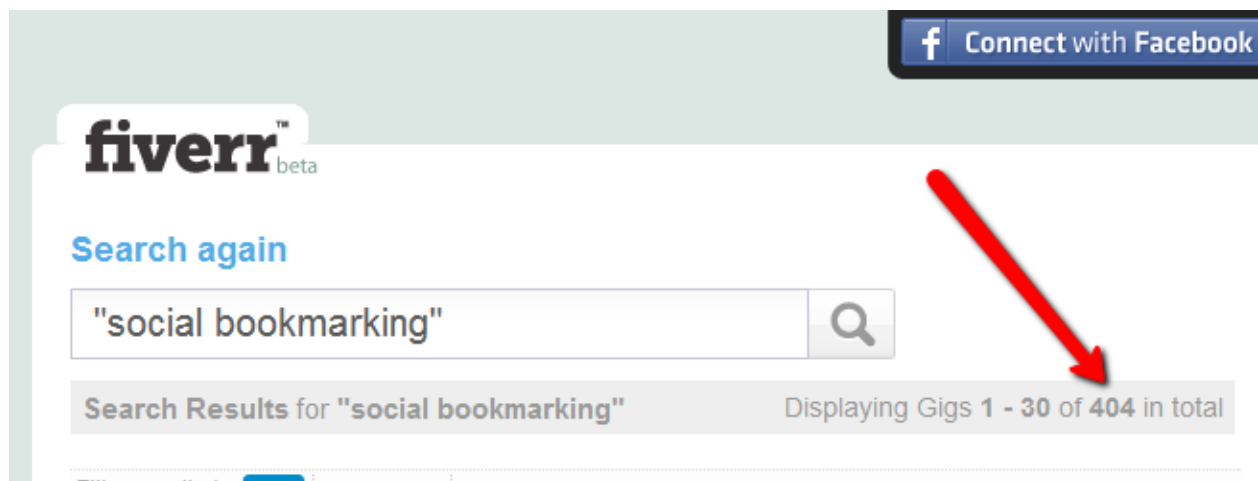 f Connect with Facebook
fiverr™ beta
Search again
"social bookmarking"
Search Results for "social bookmarking" Displaying Gigs 1 - 30 of 404 in total